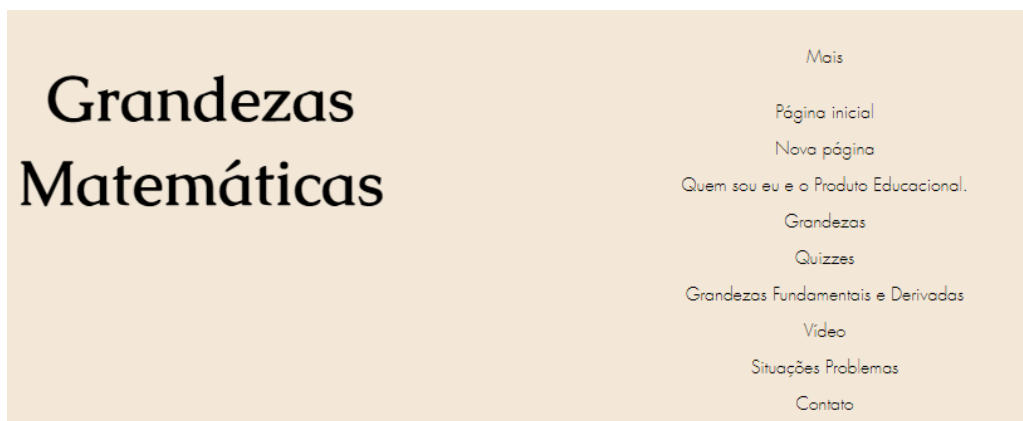 Grandezas
Matemáticas
Mais
Página inicial
Nova página
Quem sou eu e o Produto Educacional.
Grandezas
Quizzes
Grandezas Fundamentais e Derivadas
Vídeo
Situações Problemas
Contato